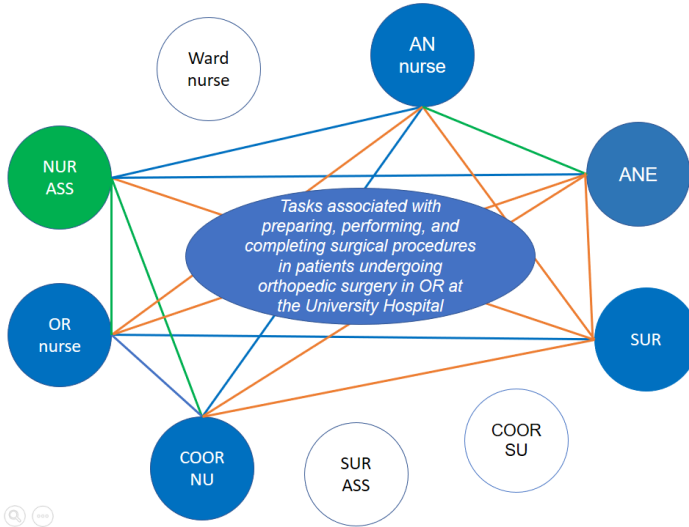 Ward
nurse
AN
nurse
NUR
ASS
ANE
Tasks associated with
preparing, performing, and
completing surgical procedures
in patients undergoing
orthopedic surgery in OR at
the University Hospital
OR
nurse
SUR
COOR
NU
SUR
ASS
COOR
SU